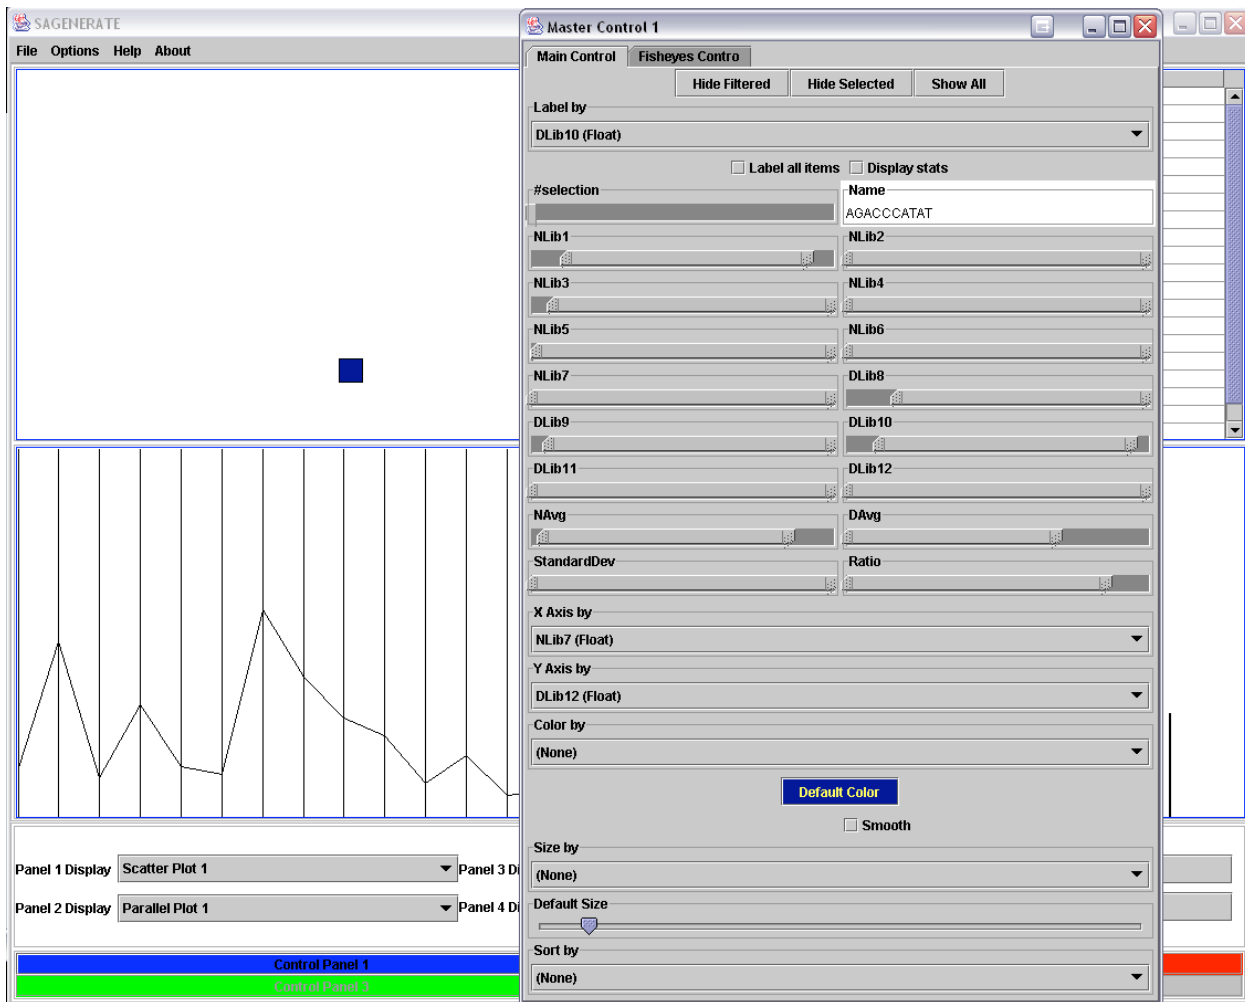 SAGENERATE
File Options Help About
Master Control 1
Main Control Fisheyes Contro
Hide Filtered Hide Selected Show All
Label by
DLib10 (Float)
Label all items Display stats
#selection Name
AGACCCATAT
NLib1 NLib2
NLib3 NLib4
NLib5 NLib6
NLib7 DLib8
DLib9 DLib10
DLib11 DLib12
NAvg DAvg
StandardDev Ratio
X Axis by
NLib7 (Float)
Y Axis by
DLib12 (Float)
Color by
(None)
Default Color
Smooth
Size by
(None)
Default Size
Sort by
(None)
Panel 1 Display Scatter Plot 1 Panel 3 Di
Panel 2 Display Parallel Plot 1 Panel 4 Di
Control Panel 1
Control Panel 3